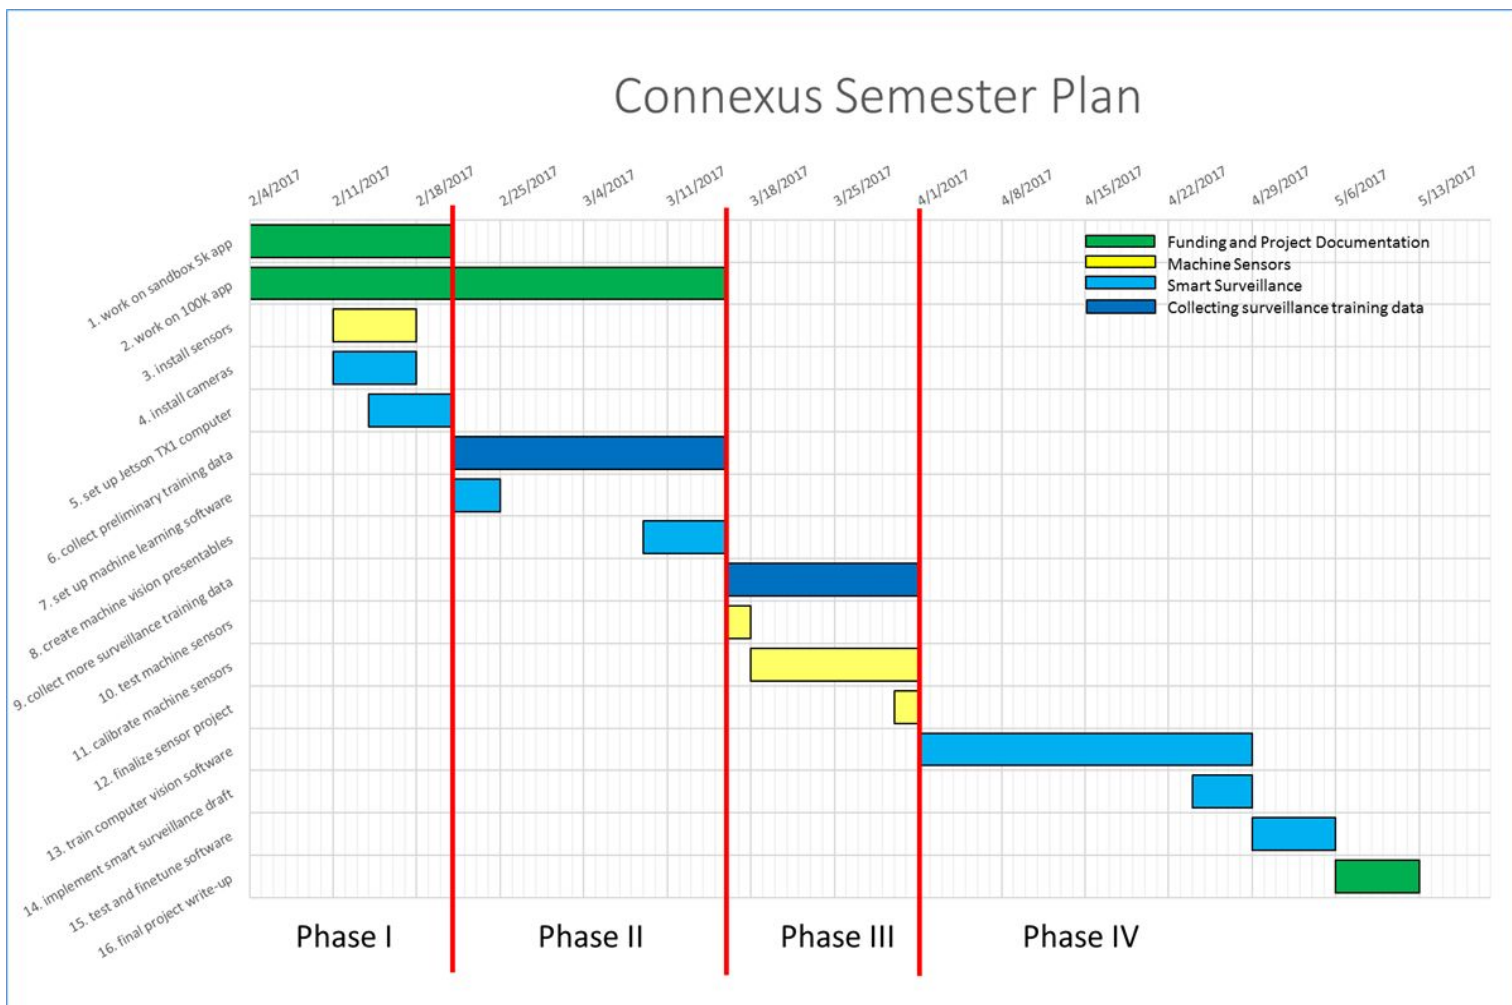 Connexus Semester Plan
2/4/2017
2/11/2017
2/18/2017
2/25/2017
3/4/2017
3/11/2017
3/18/2017
3/25/2017
4/1/2017
4/8/2017
4/15/2017
4/22/2017
4/29/2017
5/6/2017
5/13/2017
Funding and Project Documentation
Machine Sensors
Smart Surveillance
Collecting surveillance training data
1. work on sandbox 5k app
2. work on 100K app
3. install sensors
4. install cameras
5. set up Jetson TX1 computer
6. collect preliminary training data
7. set up machine learning software
8. create machine vision presentables
9. collect more surveillance training data
10. test machine sensors
11. calibrate machine sensors
12. finalize sensor project
13. train computer vision software
14. implement smart surveillance draft
15. test and finetune software
16. final project write-up
Phase I
Phase II
Phase III
Phase IV